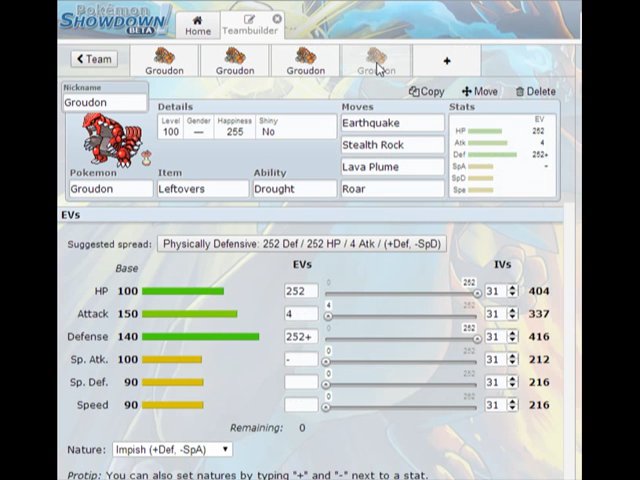 Pokémon
SHOWDOWN!
BETA
Home
Teambuilder
< Team
Groudon
Groudon
Groudon
Groudon
+
Copy
Move
Delete
Nickname
Groudon
Details
Level
100
Gender
—
Happiness
255
Shiny
No
Moves
Earthquake
Stealth Rock
Lava Plume
Roar
Stats
EV
HP 252
Atk 4
Def 252+
SpA -
SpD
Spe
Pokemon
Groudon
Item
Leftovers
Ability
Drought
EVs
Suggested spread: Physically Defensive: 252 Def / 252 HP / 4 Atk / (+Def, -SpD)
Base EVs IVs
HP 100 252 0 252 31 404
Attack 150 4 4 252 31 337
Defense 140 252+ 0 252 31 416
Sp. Atk. 100 - 0 252 31 212
Sp. Def. 90 0 252 31 216
Speed 90 0 252 31 216
Remaining: 0
Nature: Impish (+Def, -SpA)
Protip: You can also set natures by typing "+" and "-" next to a stat.